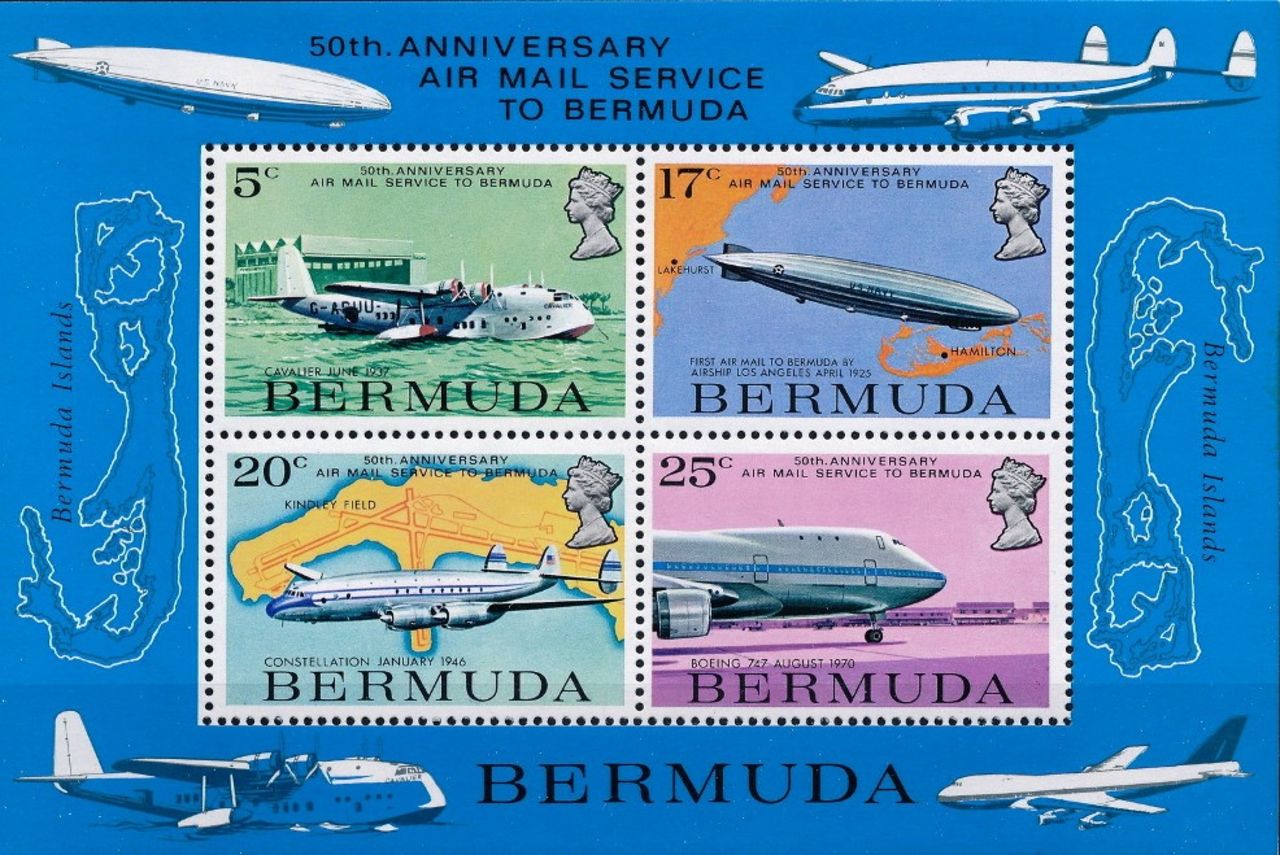 50th. ANNIVERSARY
AIR MAIL SERVICE
TO BERMUDA
U.S. NAVY
Bermuda Islands
5c
50th. ANNIVERSARY
AIR MAIL SERVICE TO BERMUDA
CAVALIER
CAVALIER JUNE 1937
BERMUDA
17c
50th. ANNIVERSARY
AIR MAIL SERVICE TO BERMUDA
LAKEHURST
US NAVY
HAMILTON
FIRST AIR MAIL TO BERMUDA BY
AIRSHIP LOS ANGELES APRIL 1925
BERMUDA
20c
50th. ANNIVERSARY
AIR MAIL SERVICE TO BERMUDA
KINDLEY FIELD
CONSTELLATION JANUARY 1946
BERMUDA
25c
50th. ANNIVERSARY
AIR MAIL SERVICE TO BERMUDA
BOEING 747 AUGUST 1970
BERMUDA
Bermuda Islands
CAVALIER
BERMUDA